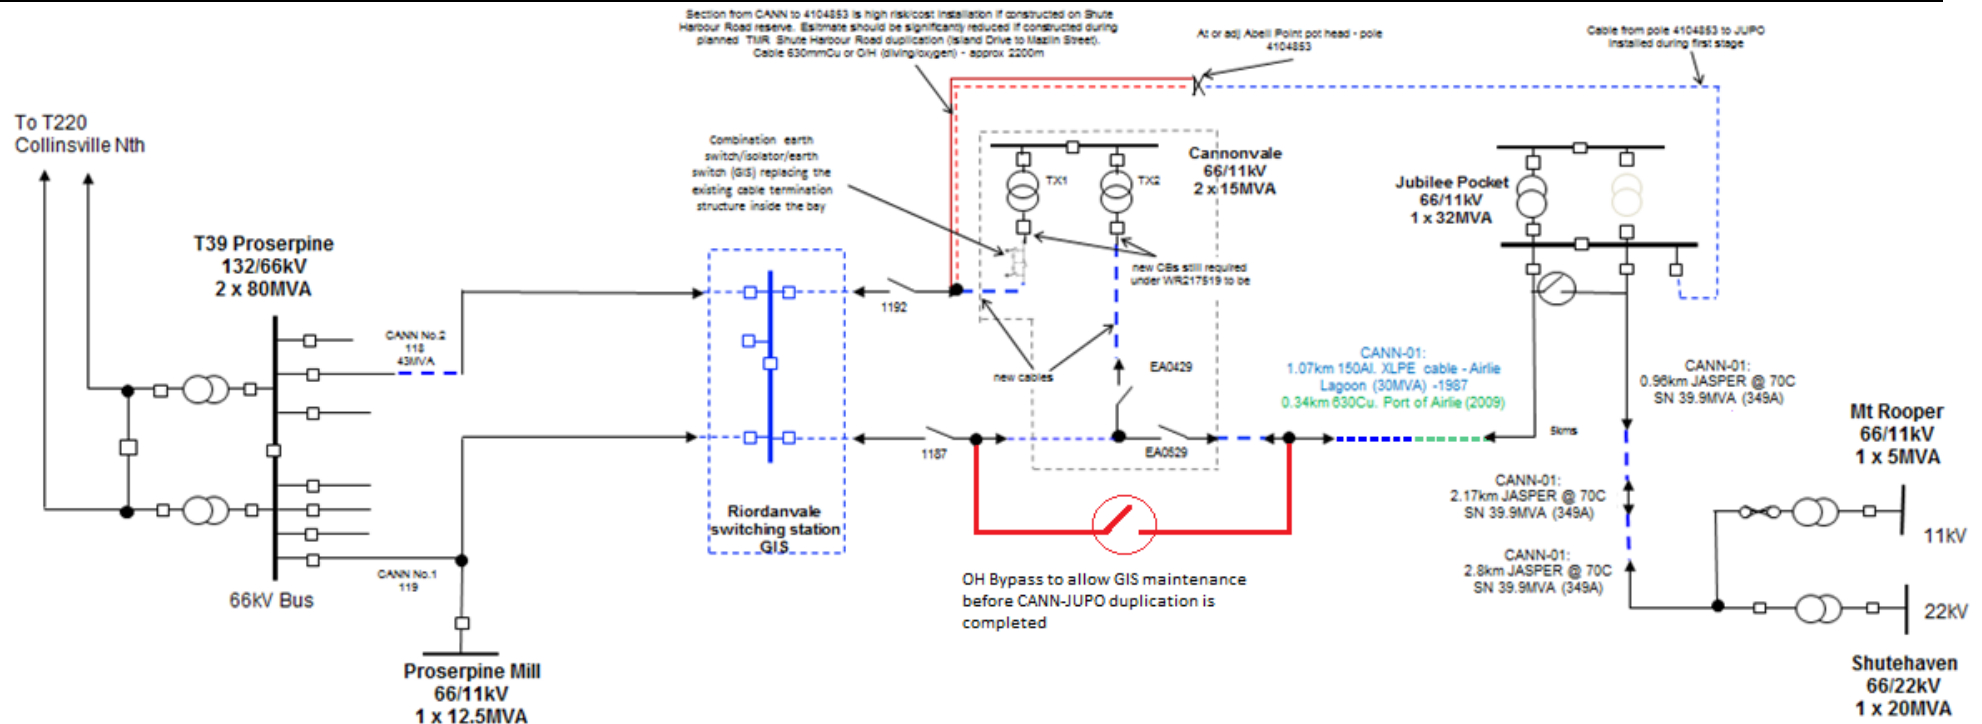 Section from CANN to 4104853 is high risk/cost installation if constructed on Shute
Harbour Road reserve. Esitmate should be significantly reduced if constructed during
planned TMR Shute Harbour Road duplication (Island Drive to Mazlin Street).
Cable 630mmCu or O/H (diving/oxygen) - approx 2200m
At or adj Abell Point pot head - pole
4104853
Cable from pole 4104853 to JUPO
installed during first stage
To T220
Collinsville Nth
Combination earth
switch/isolator/earth
switch (GIS) replacing the
existing cable termination
structure inside the bay
TX1
TX2
Cannonvale
66/11kV
2 x 15MVA
Jubilee Pocket
66/11kV
1 x 32MVA
T39 Proserpine
132/66kV
2 x 80MVA
new CBs still required
under WR217519 to be
1192
CANN No.2
118
43MVA
new cables
EA0429
CANN-01:
1.07km 150Al. XLPE cable - Airlie
Lagoon (30MVA) -1987
0.34km 630Cu. Port of Airlie (2009)
CANN-01:
0.96km JASPER @ 70C
SN 39.9MVA (349A)
5kms
1187
EA0529
Mt Rooper
66/11kV
1 x 5MVA
CANN-01:
2.17km JASPER @ 70C
SN 39.9MVA (349A)
Riordanvale
switching station
GIS
11kV
CANN-01:
2.8km JASPER @ 70C
SN 39.9MVA (349A)
CANN No.1
119
66kV Bus
OH Bypass to allow GIS maintenance
before CANN-JUPO duplication is
completed
22kV
Proserpine Mill
66/11kV
1 x 12.5MVA
Shutehaven
66/22kV
1 x 20MVA